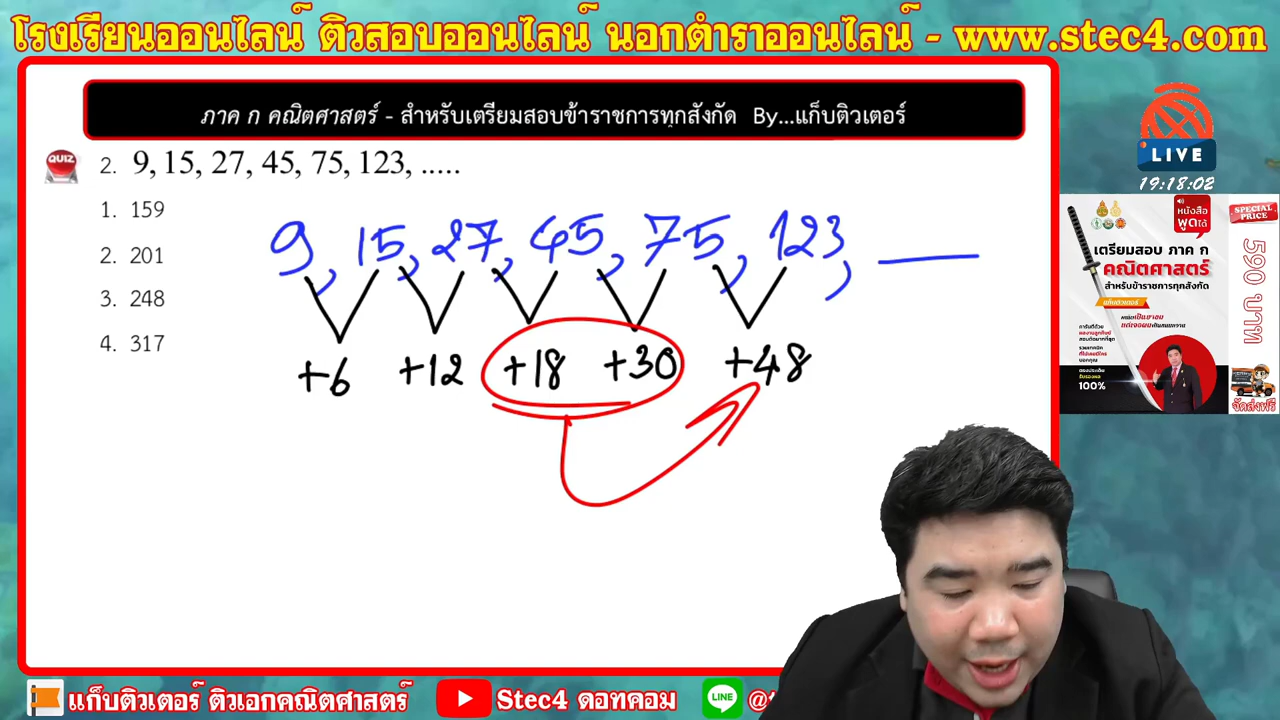 โรงเรียนออนไลน์ ติวสอบออนไลน์ นอกตำราออนไลน์ - www.stec4.com
ภาค ก คณิตศาสตร์ - สำหรับเตรียมสอบข้าราชการทุกสังกัด By...แก็บติวเตอร์
QUIZ
2. 9, 15, 27, 45, 75, 123, .....
1. 159
2. 201
3. 248
4. 317
9, 15, 27, 45, 75, 123, ____
+6 +12 +18 +30 +48
LIVE
19:18:02
หนังสือ
พูดได้
SPECIAL
PRICE
เตรียมสอบ ภาค ก
คณิตศาสตร์
สำหรับข้าราชการทุกสังกัด
แก็บติวเตอร์
590 บาท
100%
จัดส่งฟรี
แก็บติวเตอร์ ติวเอกคณิตศาสตร์
Stec4 ดอทคอม
LINE